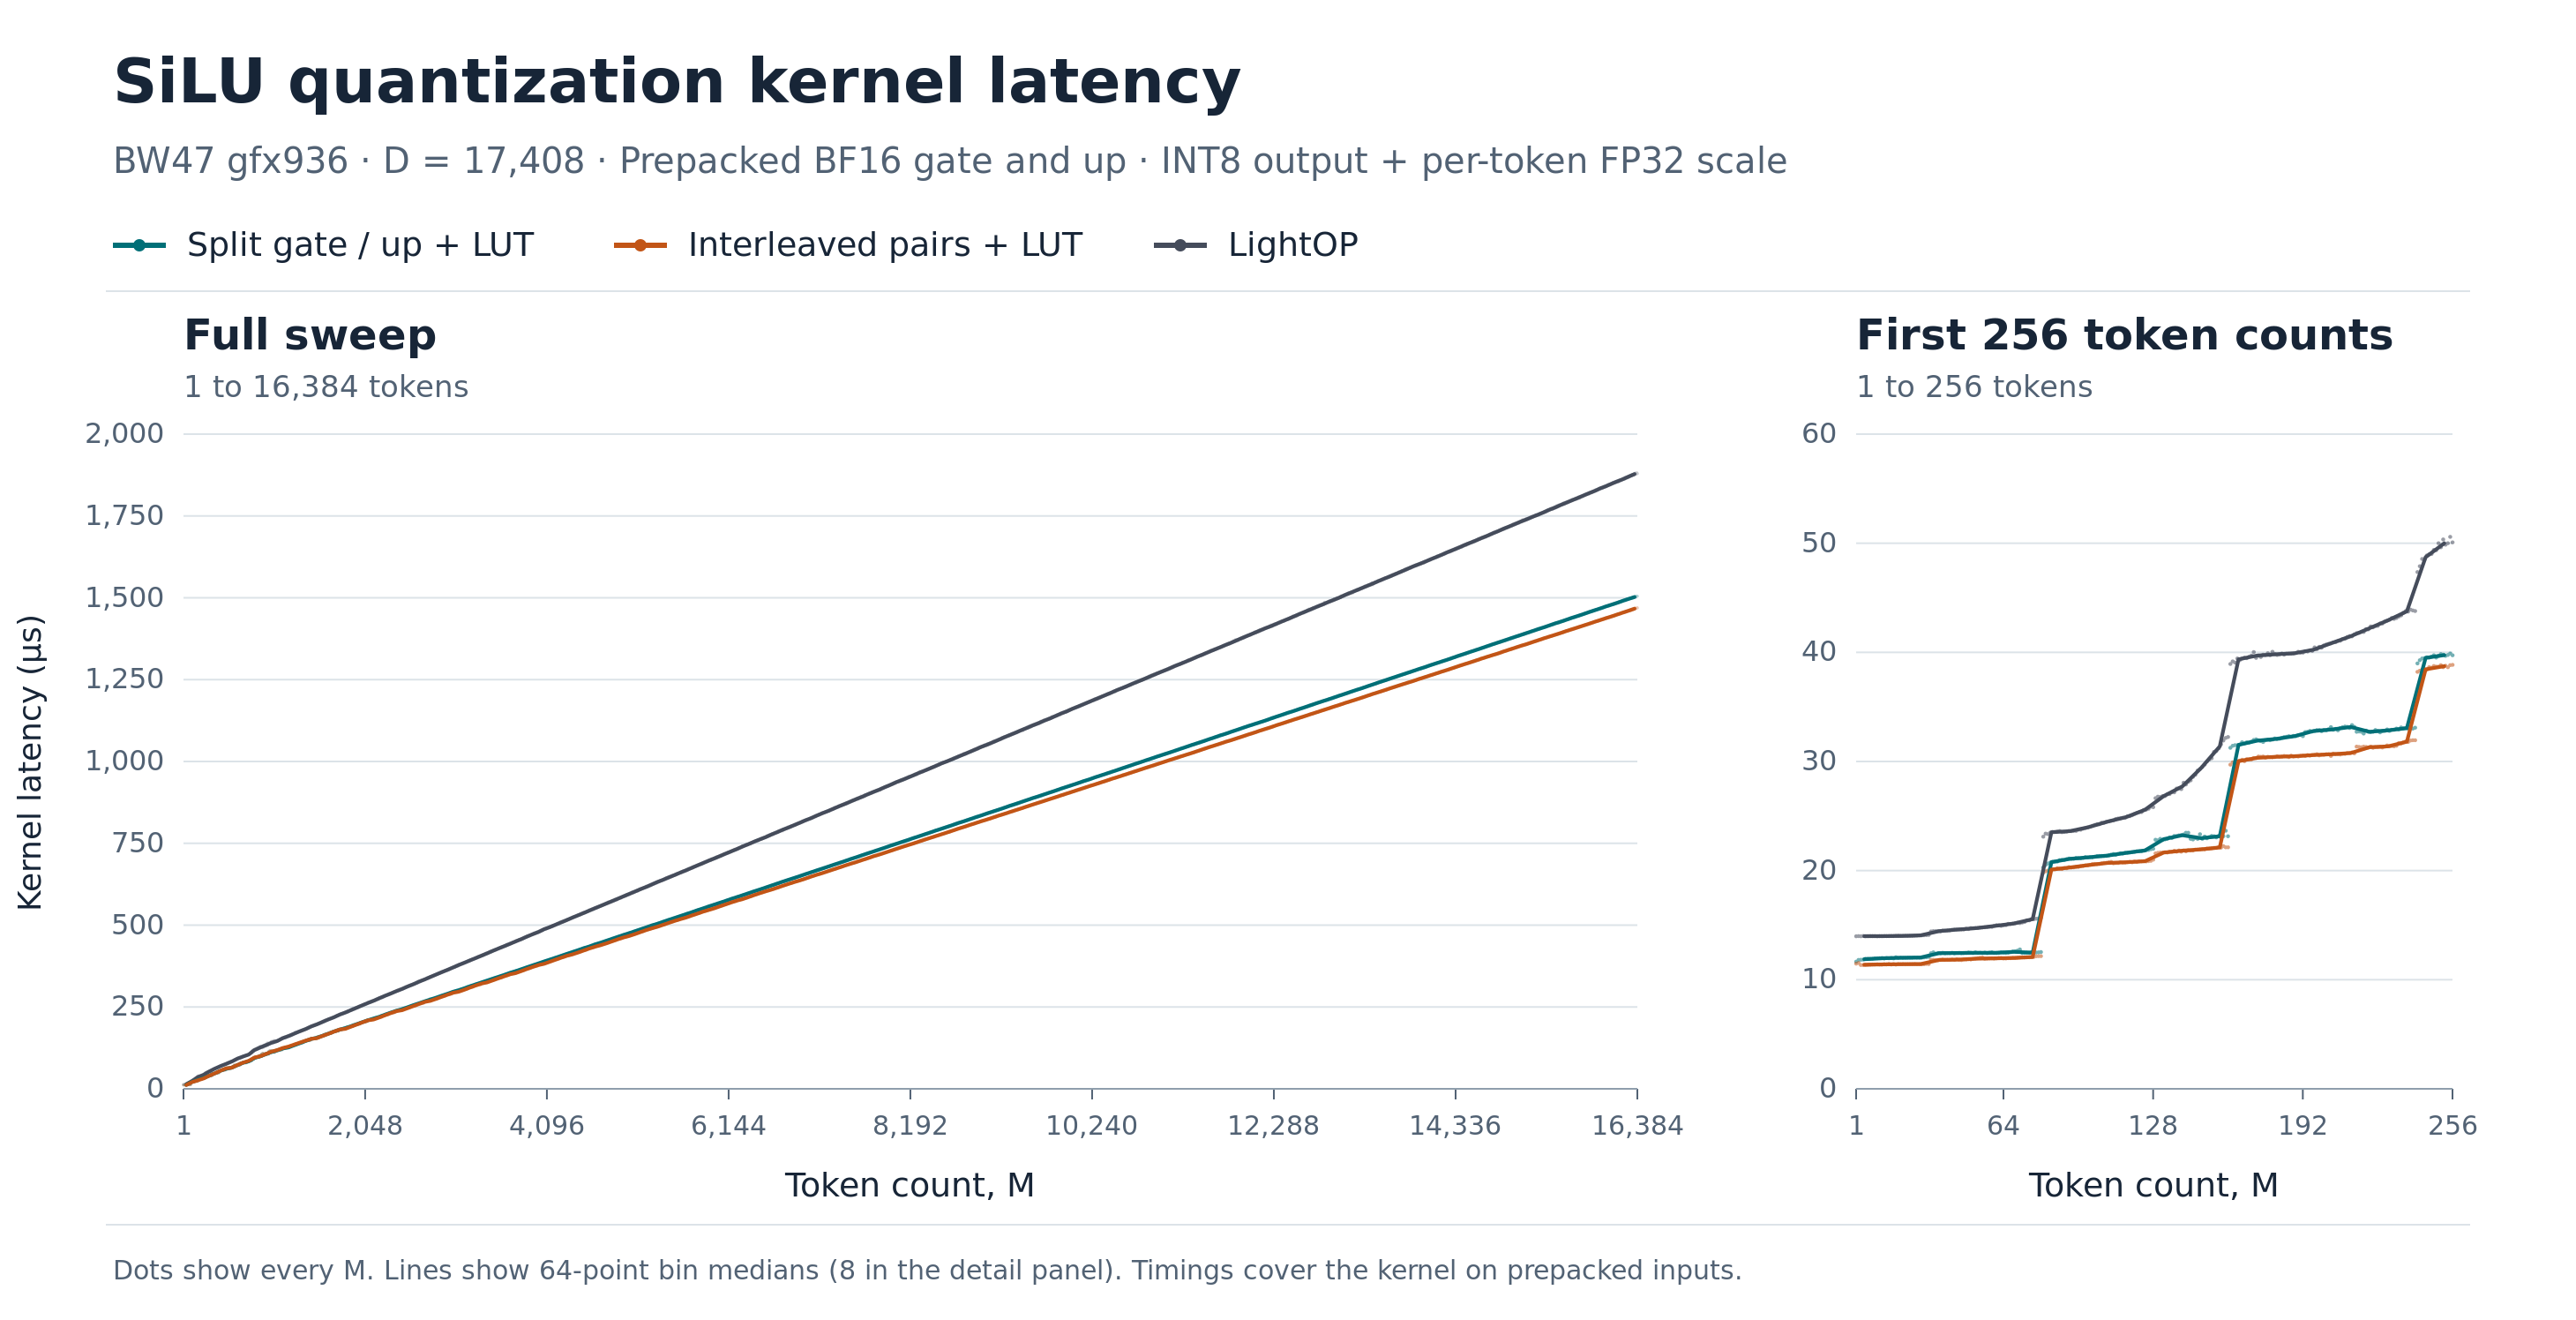 SiLU quantization kernel latency
BW47 gfx936 · D = 17,408 · Prepacked BF16 gate and up · INT8 output + per-token FP32 scale
Split gate / up + LUT
Interleaved pairs + LUT
LightOP
Full sweep
1 to 16,384 tokens
Kernel latency (µs)
2,000
1,750
1,500
1,250
1,000
750
500
250
0
1
2,048
4,096
6,144
8,192
10,240
12,288
14,336
16,384
Token count, M
First 256 token counts
1 to 256 tokens
60
50
40
30
20
10
0
1
64
128
192
256
Token count, M
Dots show every M. Lines show 64-point bin medians (8 in the detail panel). Timings cover the kernel on prepacked inputs.